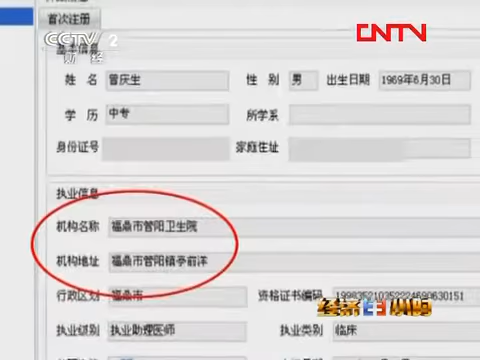 CCTV 2
财经
CNTV
首次注册
基本信息
姓 名 曾庆生 性 别 男 出生日期 1969年6月30日
学 历 中专 所学系
身份证号 家庭住址
执业信息
机构名称 福鼎市管阳卫生院
机构地址 福鼎市管阳镇亭前洋
行政区划 福鼎市 资格证书编码
执业级别 执业助理医师 执业类别 临床
经济半小时